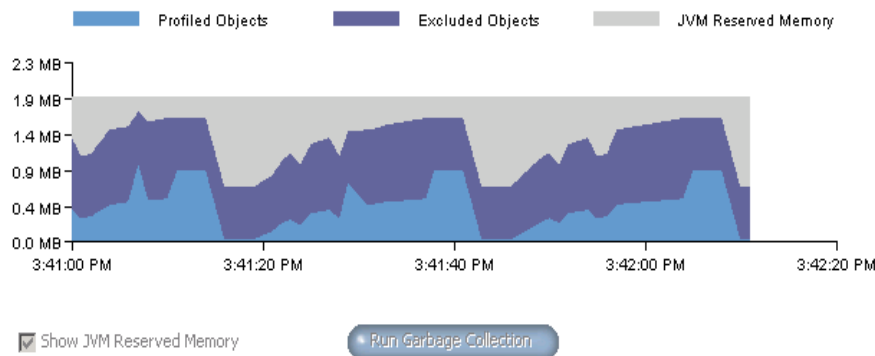 Profiled Objects Excluded Objects JVM Reserved Memory
2.3 MB
1.9 MB
1.4 MB
0.9 MB
0.4 MB
0.0 MB
3:41:00 PM 3:41:20 PM 3:41:40 PM 3:42:00 PM 3:42:20 PM
Show JVM Reserved Memory Run Garbage Collection